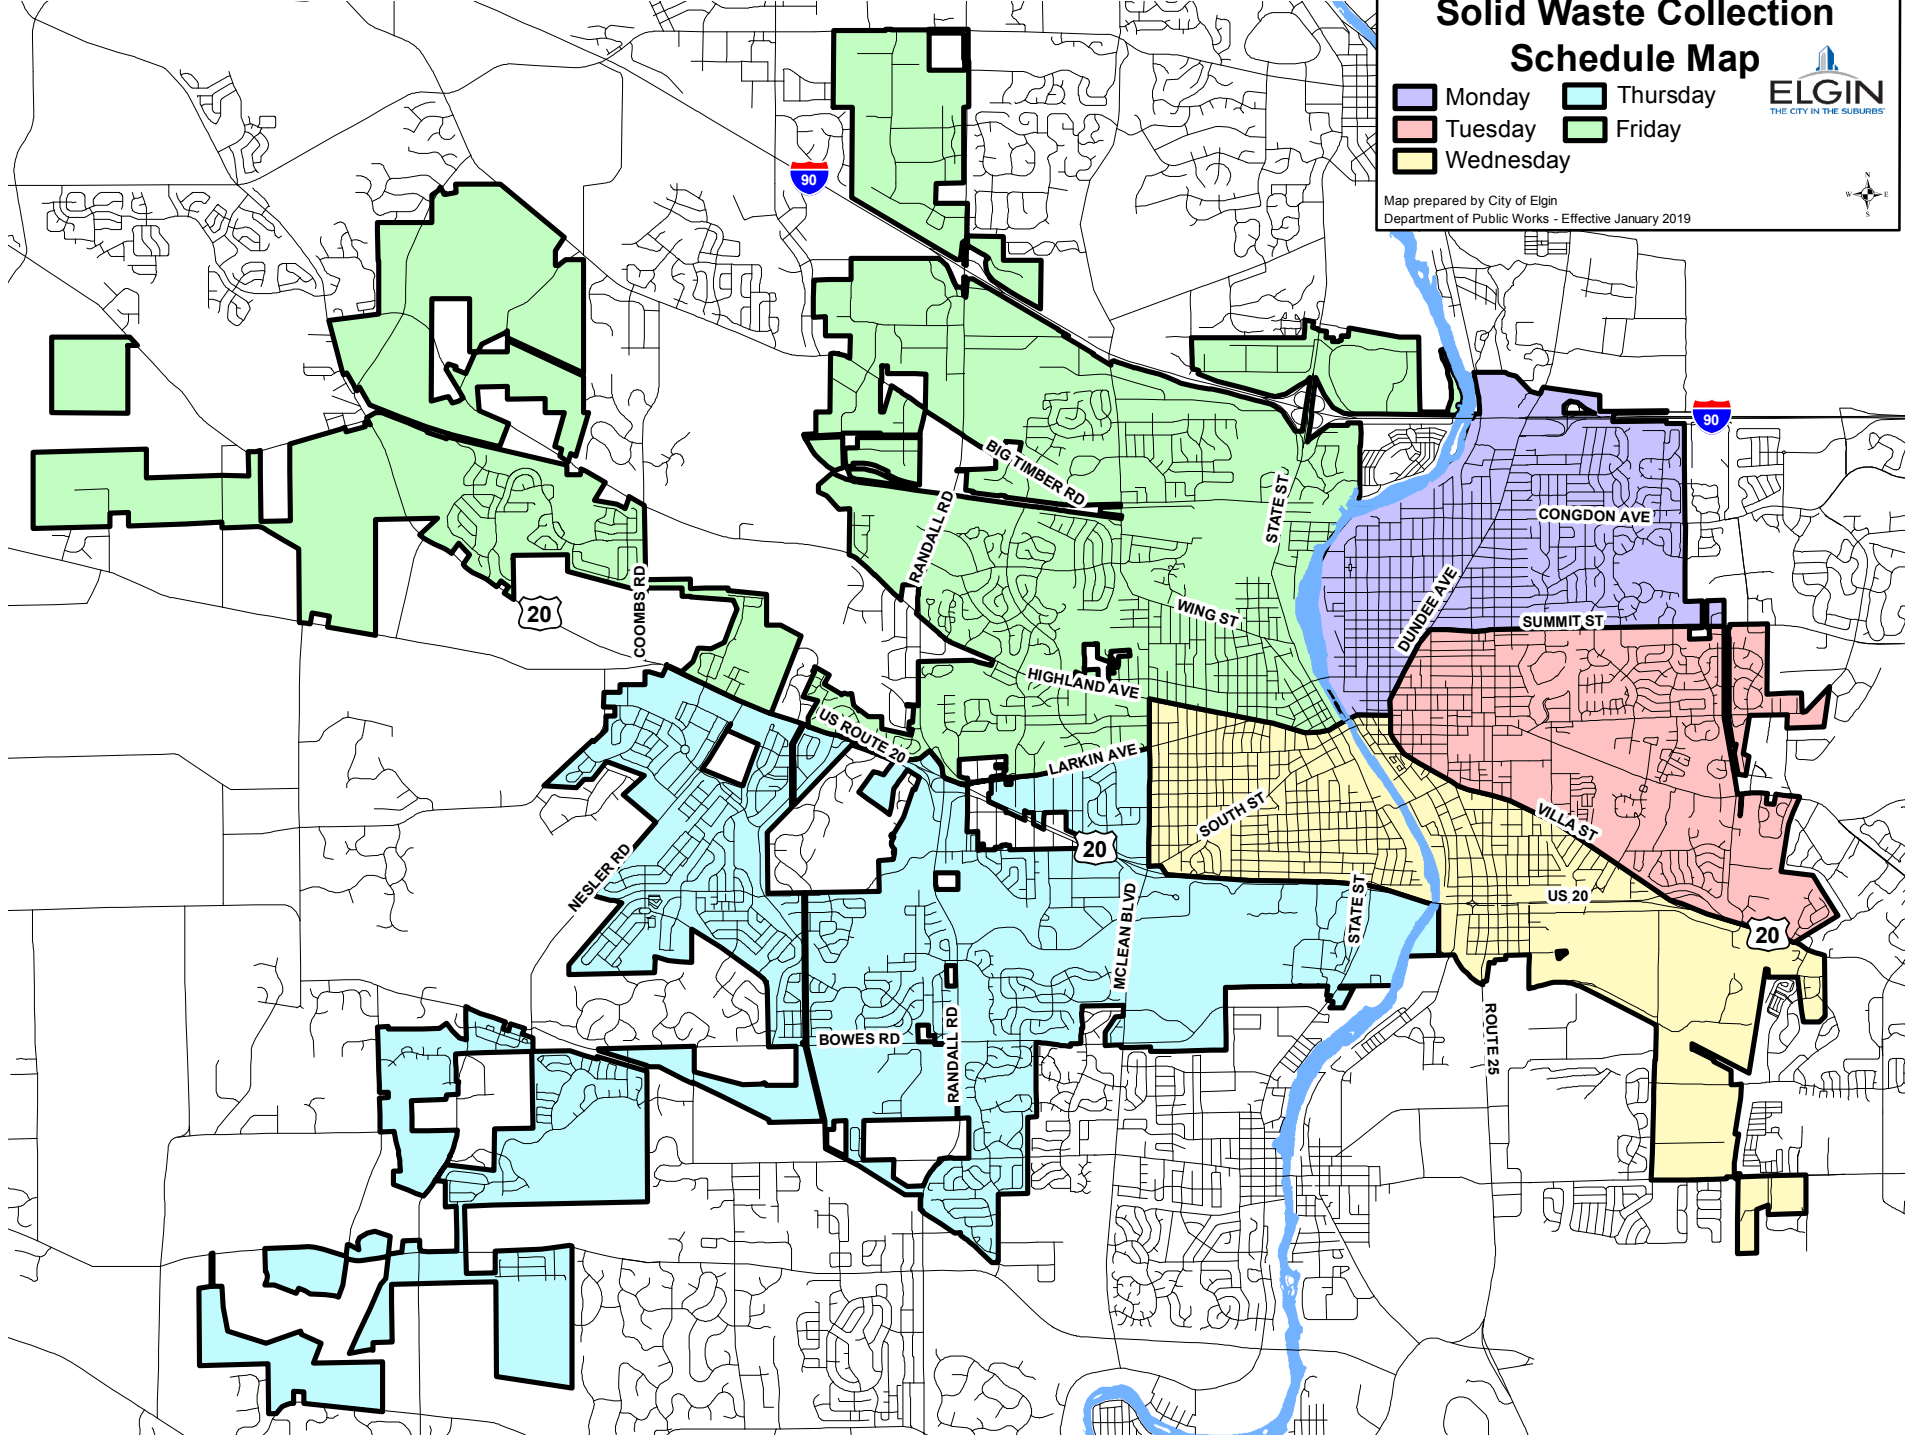 Solid Waste Collection
Schedule Map
Monday
Thursday
Tuesday
Friday
Wednesday
ELGIN
THE CITY IN THE SUBURBS
Map prepared by City of Elgin
Department of Public Works - Effective January 2019
N
W
E
S
90
90
BIG TIMBER RD
RANDALL RD
STATE ST
CONGDON AVE
COOMBS RD
20
WING ST
DUNDEE AVE
SUMMIT ST
HIGHLAND AVE
US ROUTE 20
LARKIN AVE
SOUTH ST
VILLA ST
20
NESLER RD
MCLEAN BLVD
STATE ST
US 20
20
BOWES RD
RANDALL RD
ROUTE 25